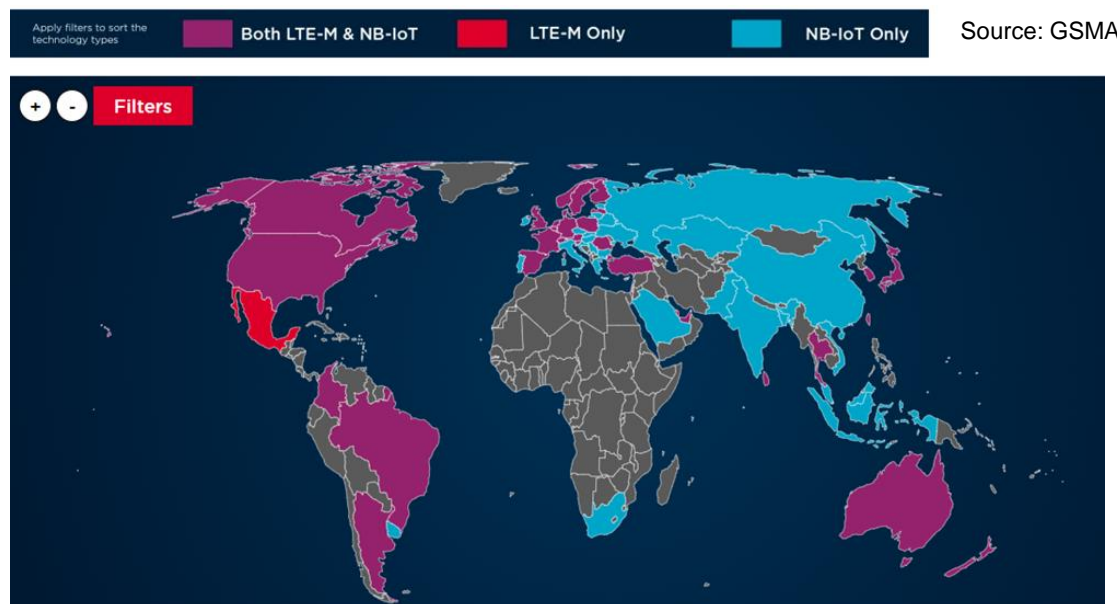 Apply filters to sort the
technology types
Both LTE-M & NB-IoT
LTE-M Only
NB-IoT Only
Source: GSMA
+
-
Filters